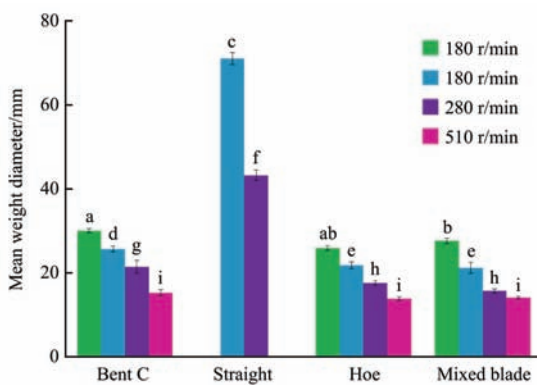 80
60
40
20
0
Mean weight diameter/mm
180 r/min
180 r/min
280 r/min
510 r/min
a
d
g
i
c
f
ab
e
h
i
b
e
h
i
Bent C
Straight
Hoe
Mixed blade